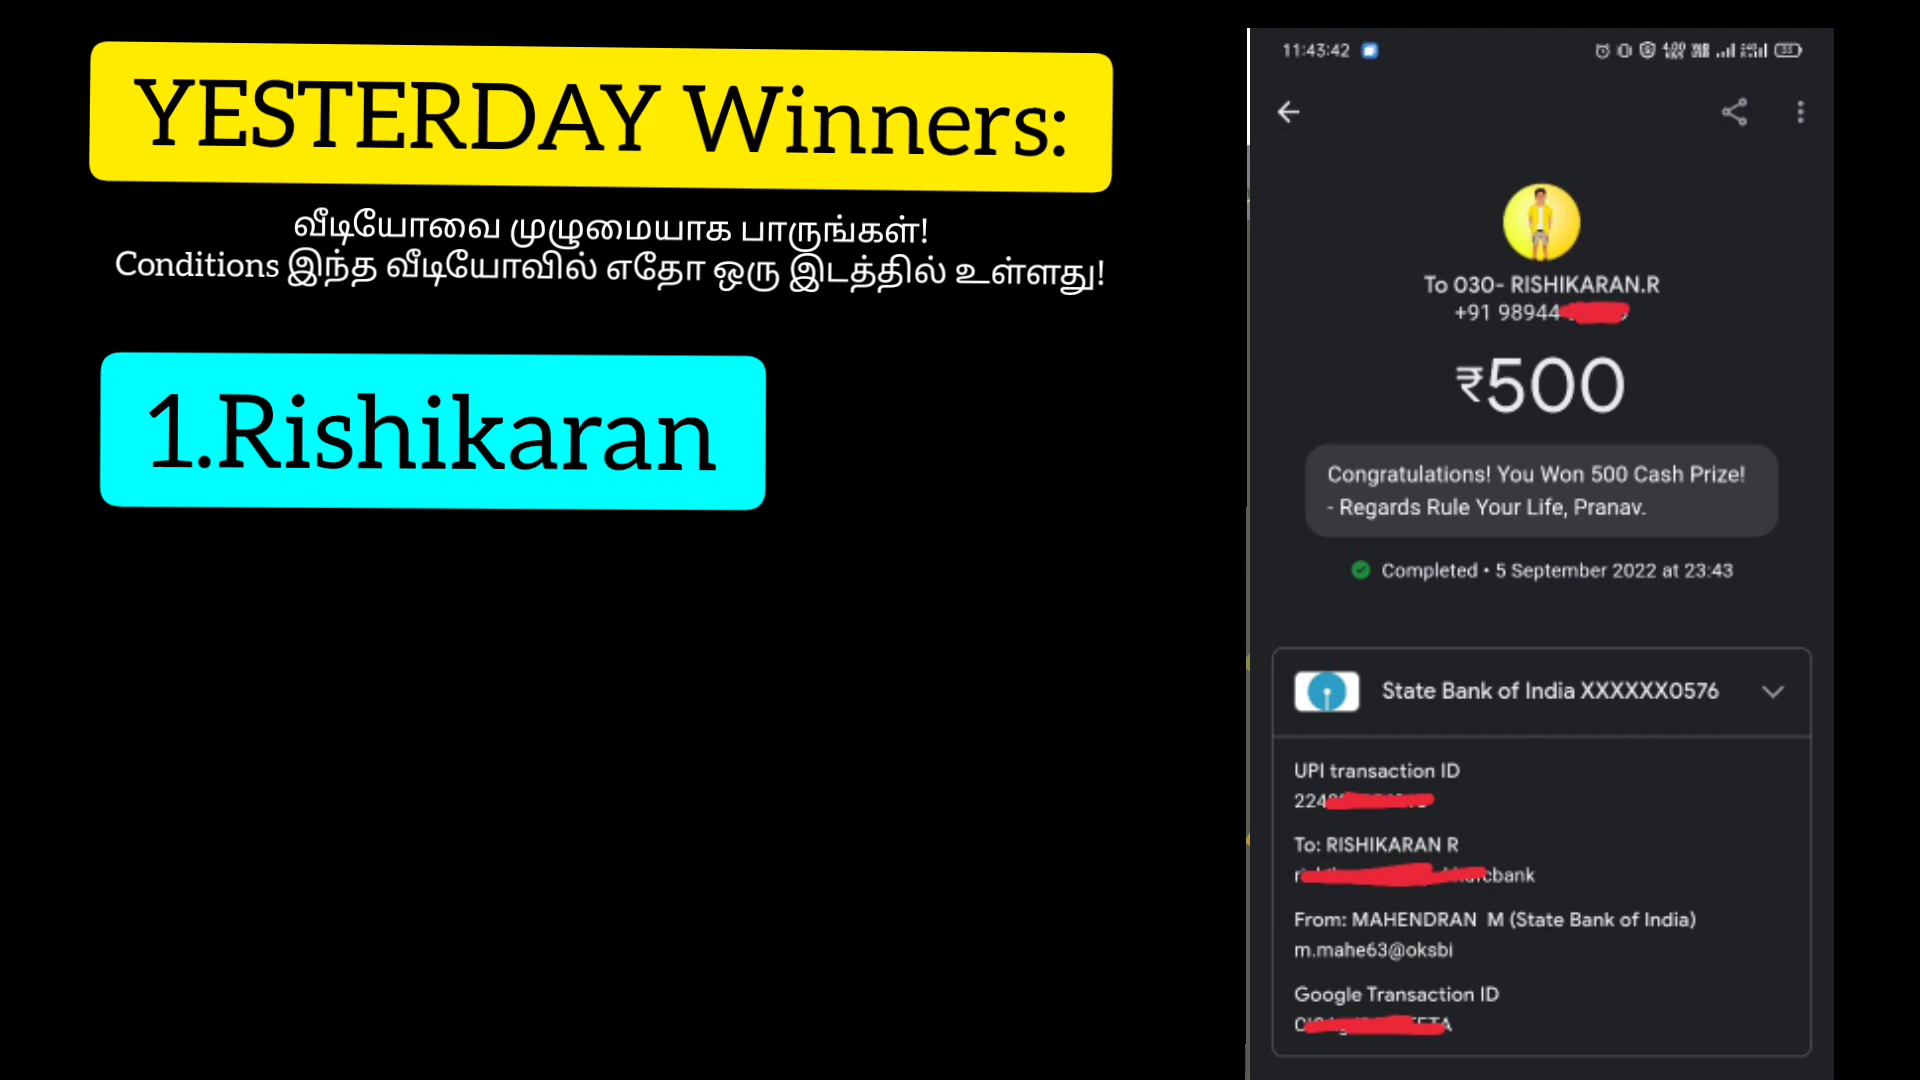 YESTERDAY Winners:
வீடியோவை முழுமையாக பாருங்கள்!
Conditions இந்த வீடியோவில் எதோ ஒரு இடத்தில் உள்ளது!
1.Rishikaran
11:43:42
To 030- RISHIKARAN.R
+91 98944
₹500
Congratulations! You Won 500 Cash Prize!
- Regards Rule Your Life, Pranav.
Completed • 5 September 2022 at 23:43
State Bank of India XXXXXX0576
UPI transaction ID
224
To: RISHIKARAN R
cbank
From: MAHENDRAN M (State Bank of India)
m.mahe63@oksbi
Google Transaction ID